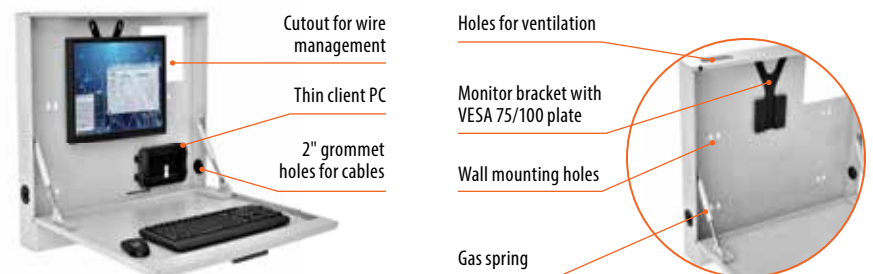 Cutout for wire
management
Thin client PC
2" grommet
holes for cables
Holes for ventilation
Monitor bracket with
VESA 75/100 plate
Wall mounting holes
Gas spring